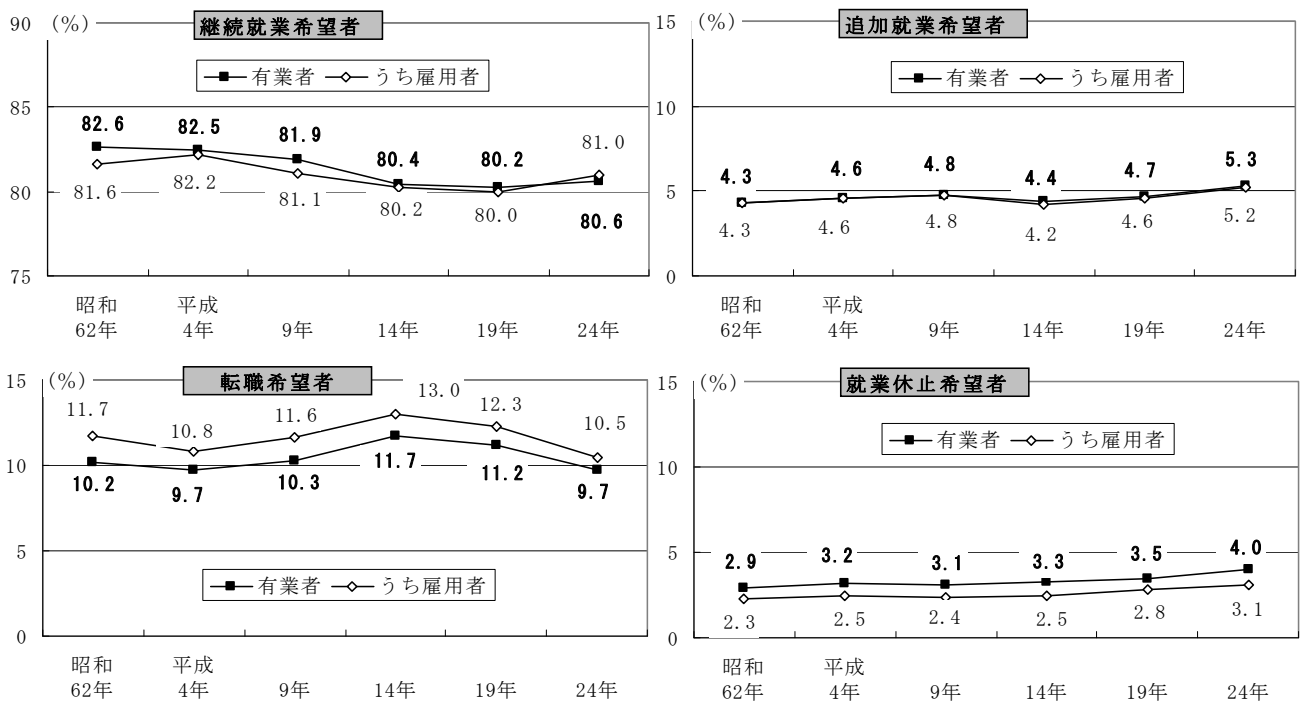 継続就業希望者
(%)
有業者 うち雇用者
90
85
80
75
82.6 82.5 81.9 80.4 80.2 81.0
81.6 82.2 81.1 80.2 80.0 80.6
昭和 平成
62年 4年 9年 14年 19年 24年
追加就業希望者
(%)
有業者 うち雇用者
15
10
5
0
4.3 4.6 4.8 4.4 4.7 5.3
4.3 4.6 4.8 4.2 4.6 5.2
昭和 平成
62年 4年 9年 14年 19年 24年
転職希望者
(%)
15
10
5
0
11.7 10.8 11.6 13.0 12.3 10.5
10.2 9.7 10.3 11.7 11.2 9.7
有業者 うち雇用者
昭和 平成
62年 4年 9年 14年 19年 24年
就業休止希望者
(%)
有業者 うち雇用者
15
10
5
0
2.9 3.2 3.1 3.3 3.5 4.0
2.3 2.5 2.4 2.5 2.8 3.1
昭和 平成
62年 4年 9年 14年 19年 24年